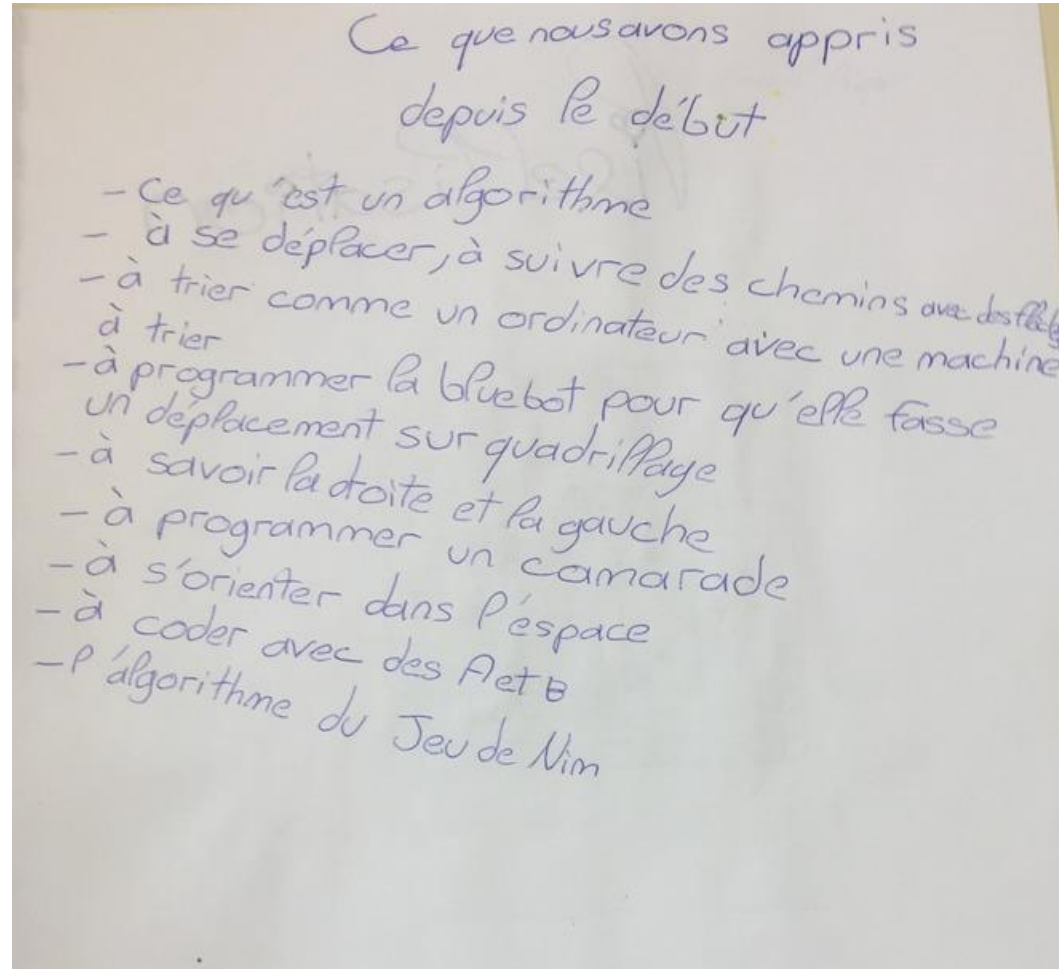 Ce que nous avons appris
depuis le début
- Ce qu'est un algorithme
- à se déplacer, à suivre des chemins avec des
- à trier comme un ordinateur avec une machine
à trier
- à programmer la bluebot pour qu'elle fasse
un déplacement sur quadrillage
- à savoir la droite et la gauche
- à programmer un camarade
- à s'orienter dans l'espace
- à coder avec des A et B
- l'algorithme du Jeu de Nim